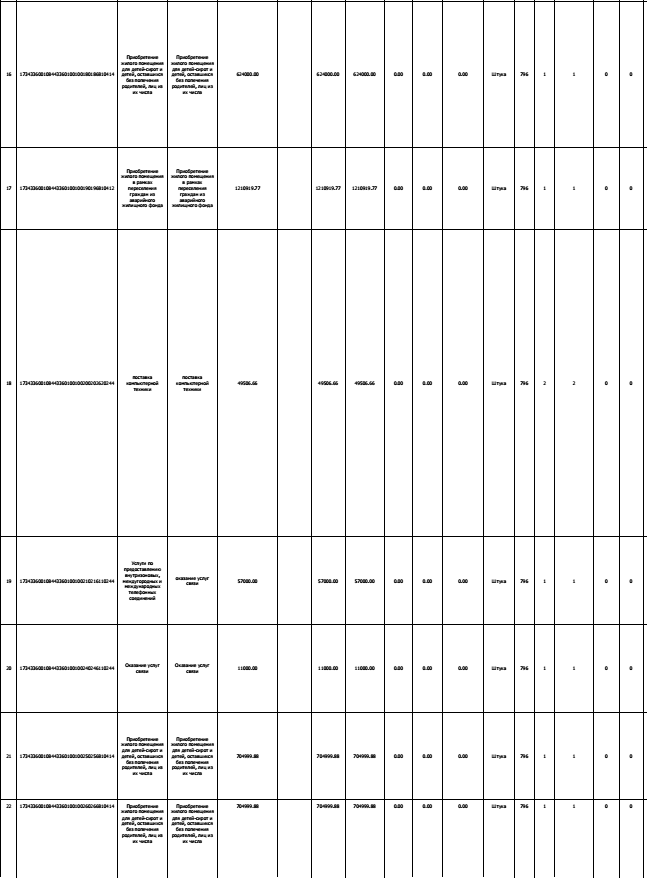 16 173433600108443360100100180186810414 Приобретение жилого помещения для детей-сирот и детей, оставшихся без попечения родителей, лиц из их числа Приобретение жилого помещения для детей-сирот и детей, оставшихся без попечения родителей, лиц из их числа 624000.00 624000.00 624000.00 0.00 0.00 0.00 Штука 796 1 1 0 0
17 173433600108443360100100190196810412 Приобретение жилого помещения в рамках переселения граждан из аварийного жилищного фонда Приобретение жилого помещения в рамках переселения граждан из аварийного жилищного фонда 1210919.77 1210919.77 1210919.77 0.00 0.00 0.00 Штука 796 1 1 0 0
18 173433600108443360100100200202620244 поставка компьютерной техники поставка компьютерной техники 49506.66 49506.66 49506.66 0.00 0.00 0.00 Штука 796 2 2 0 0
19 173433600108443360100100210216110244 Услуги по предоставлению внутризоновых, междугородных и международных телефонных соединений оказание услуг связи 57000.00 57000.00 57000.00 0.00 0.00 0.00 Штука 796 1 1 0 0
20 173433600108443360100100240246110244 Оказание услуг связи Оказание услуг связи 11000.00 11000.00 11000.00 0.00 0.00 0.00 Штука 796 1 1 0 0
21 173433600108443360100100250256810414 Приобретение жилого помещения для детей-сирот и детей, оставшихся без попечения родителей, лиц из их числа Приобретение жилого помещения для детей-сирот и детей, оставшихся без попечения родителей, лиц из их числа 704999.88 704999.88 704999.88 0.00 0.00 0.00 Штука 796 1 1 0 0
22 173433600108443360100100260266810414 Приобретение жилого помещения для детей-сирот и детей, оставшихся без попечения родителей, лиц из их числа Приобретение жилого помещения для детей-сирот и детей, оставшихся без попечения родителей, лиц из их числа 704999.88 704999.88 704999.88 0.00 0.00 0.00 Штука 796 1 1 0 0